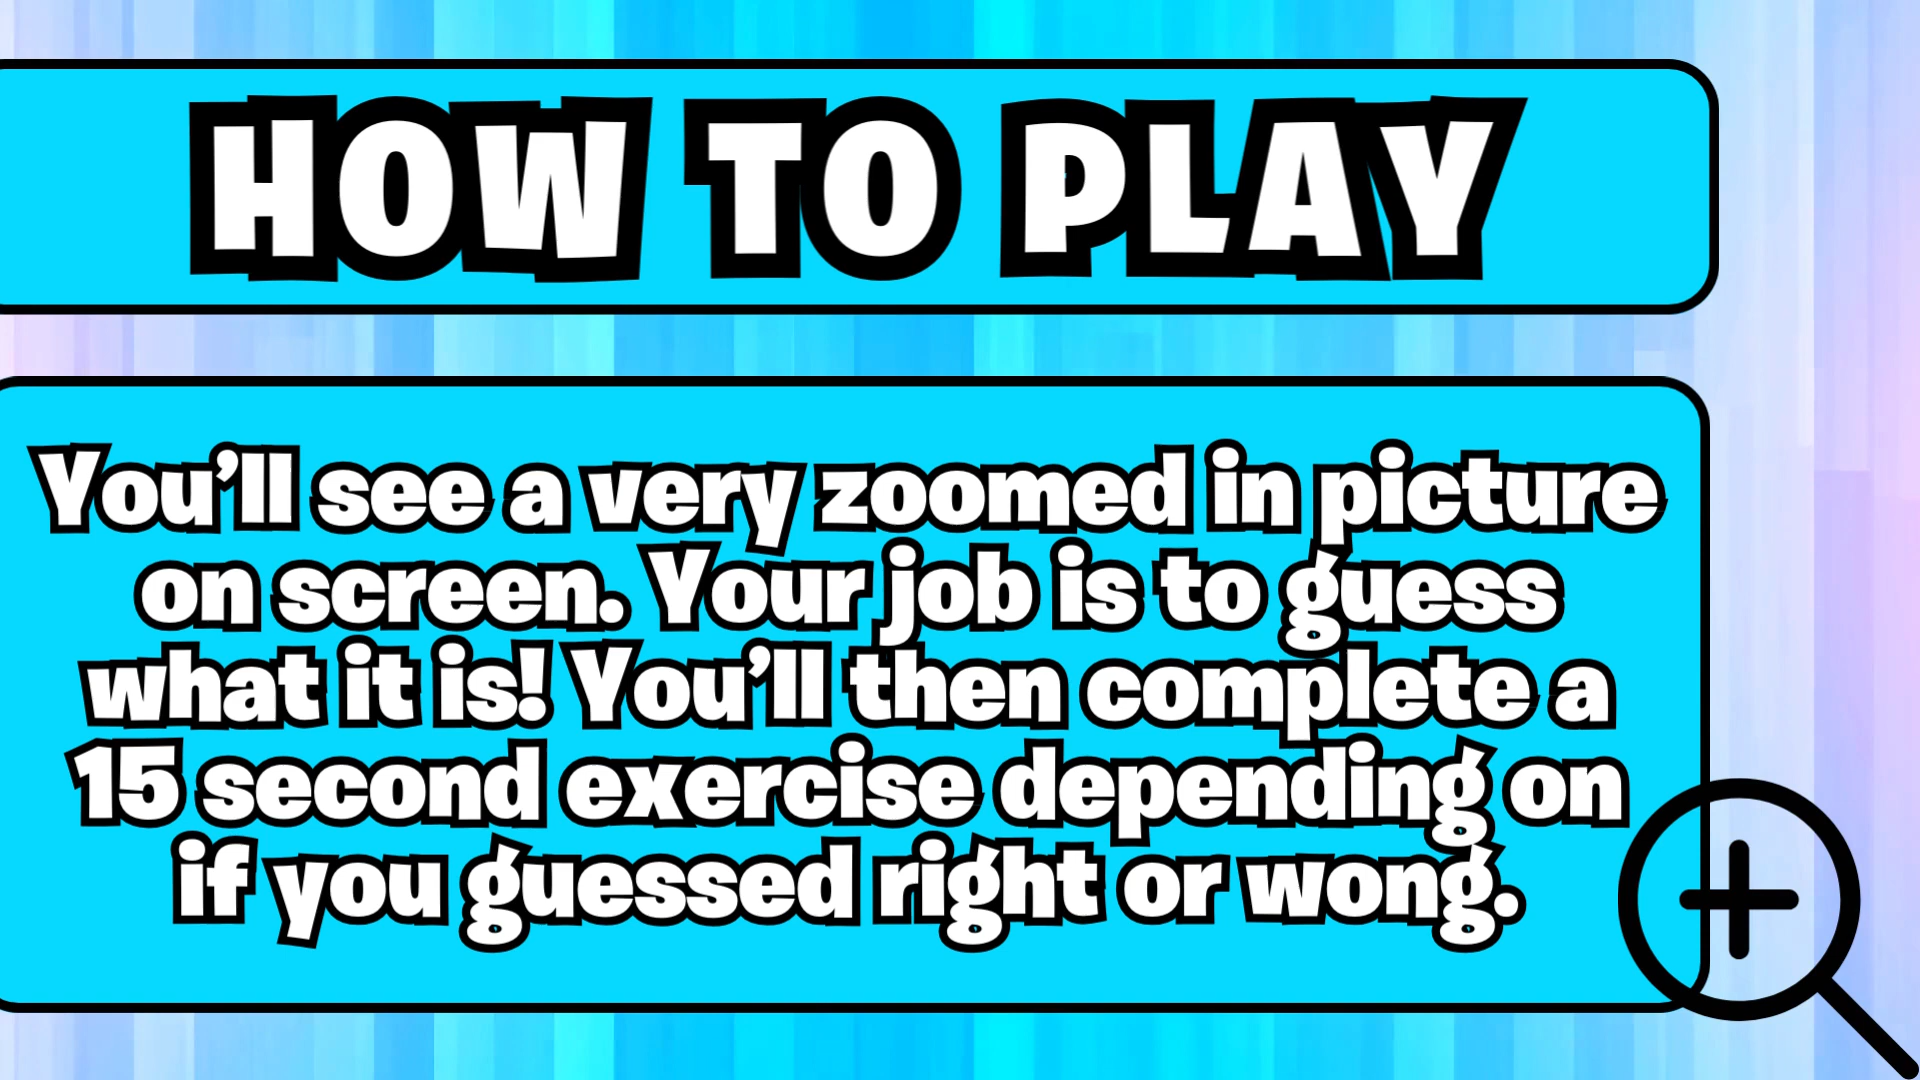 HOW TO PLAY
You’ll see a very zoomed in picture
on screen. Your job is to guess
what it is! You’ll then complete a
15 second exercise depending on
if you guessed right or wong.